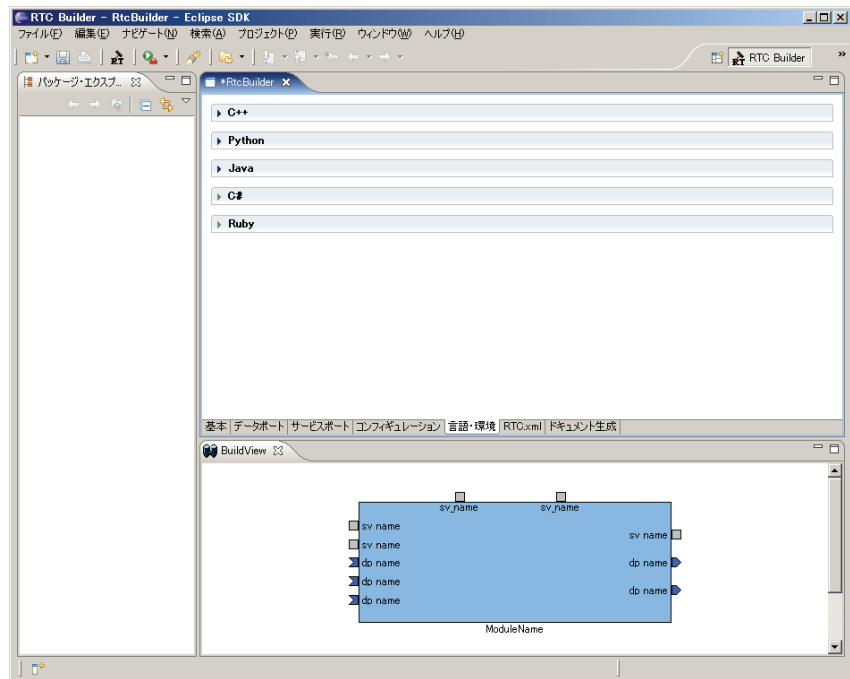 RTC Builder - RtcBuilder - Eclipse SDK
ファイル(F) 編集(E) ナビゲート(N) 検索(A) プロジェクト(P) 実行(R) ウィンドウ(W) ヘルプ(H)
RTC Builder
パッケージ・エクスプ...
*RtcBuilder
C++
Python
Java
C#
Ruby
基本 データポート サービスポート コンフィギュレーション 言語・環境 RTC.xml ドキュメント生成
BuildView
sv_name sv_name
sv name
sv name
sv name
dp name dp name
dp name dp name
dp name
ModuleName